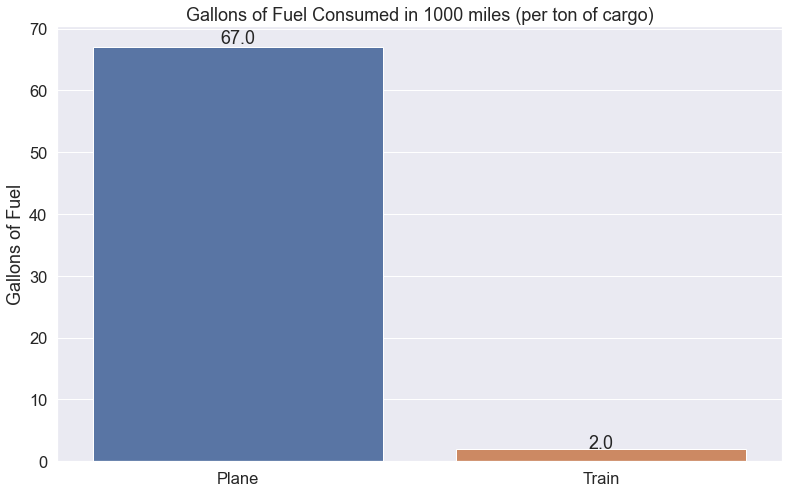 Gallons of Fuel Consumed in 1000 miles (per ton of cargo)
70
60
50
40
30
20
10
0
Gallons of Fuel
67.0
2.0
Plane
Train